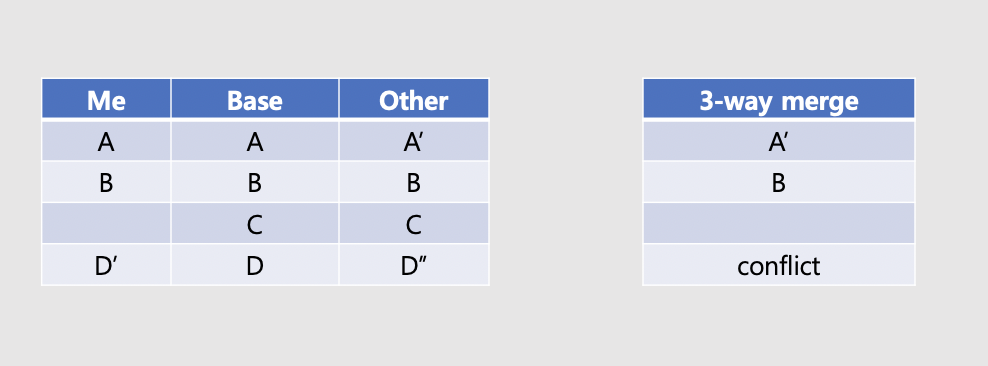 Me Base Other 3-way merge
A A A′ A′
B B B B
C C
D′ D D″ conflict